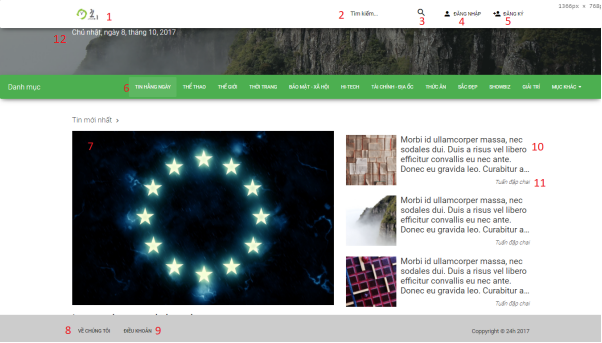 1366px x 768p
1
2 Tìm kiếm...
3
ĐĂNG NHẬP
4
ĐĂNG KÝ
5
12 Chủ nhật, ngày 8, tháng 10, 2017
Danh mục
6 TIN HẰNG NGÀY THỂ THAO THẾ GIỚI THỜI TRANG BẢO MẬT - XÃ HỘI HI-TECH TÀI CHÍNH - ĐỊA ỐC THỨC ĂN SẮC ĐẸP SHOWBIZ GIẢI TRÍ MỤC KHÁC
Tin mới nhất >
7
Morbi id ullamcorper massa, nec
sodales dui. Duis a risus vel libero
efficitur convallis eu nec ante.
Donec eu gravida leo. Curabitur a...
10
Tuấn đập chai 11
Morbi id ullamcorper massa, nec
sodales dui. Duis a risus vel libero
efficitur convallis eu nec ante.
Donec eu gravida leo. Curabitur a...
Tuấn đập chai
Morbi id ullamcorper massa, nec
sodales dui. Duis a risus vel libero
efficitur convallis eu nec ante.
Donec eu gravida leo. Curabitur a...
Tuấn đập chai
8 VỀ CHÚNG TÔI ĐIỀU KHOẢN 9 Coppyright © 24h 2017